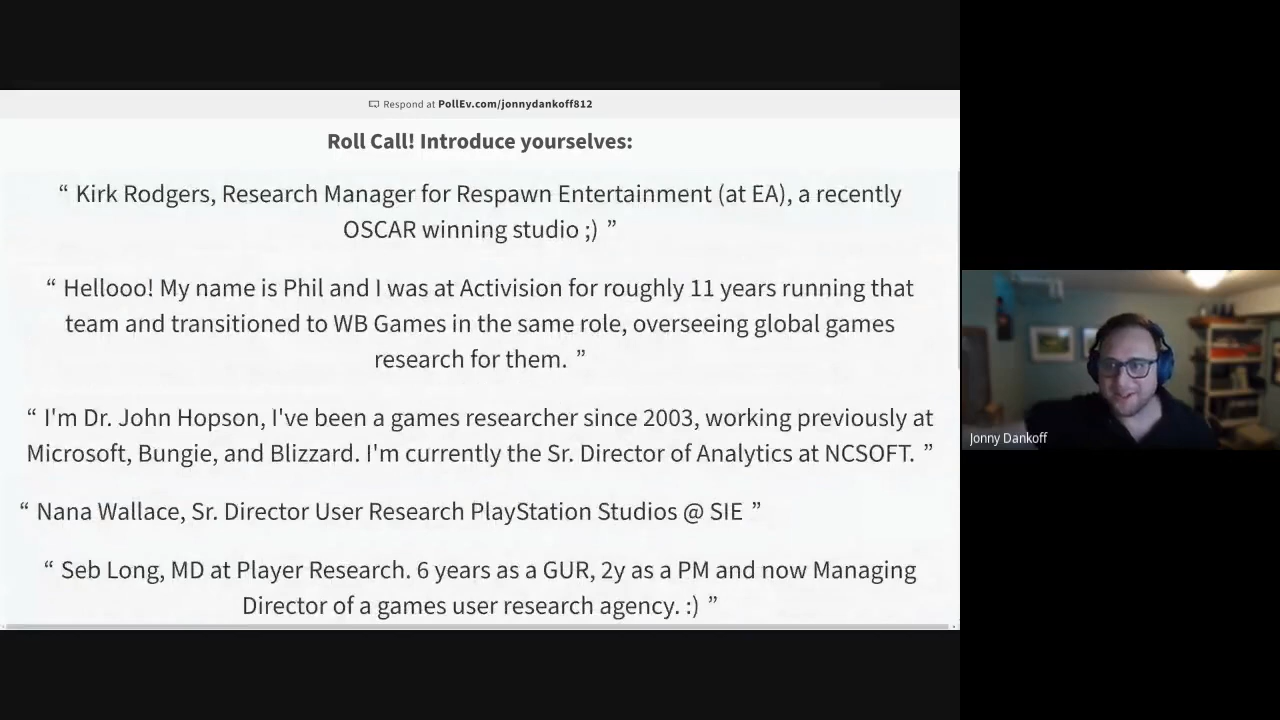 Respond at PollEv.com/jonnydankoff812
Roll Call! Introduce yourselves:
“ Kirk Rodgers, Research Manager for Respawn Entertainment (at EA), a recently
OSCAR winning studio ;) ”
“ Hellooo! My name is Phil and I was at Activision for roughly 11 years running that
team and transitioned to WB Games in the same role, overseeing global games
research for them. ”
“ I'm Dr. John Hopson, I've been a games researcher since 2003, working previously at
Microsoft, Bungie, and Blizzard. I'm currently the Sr. Director of Analytics at NCSOFT. ”
“ Nana Wallace, Sr. Director User Research PlayStation Studios @ SIE ”
“ Seb Long, MD at Player Research. 6 years as a GUR, 2y as a PM and now Managing
Director of a games user research agency. :) ”
Jonny Dankoff